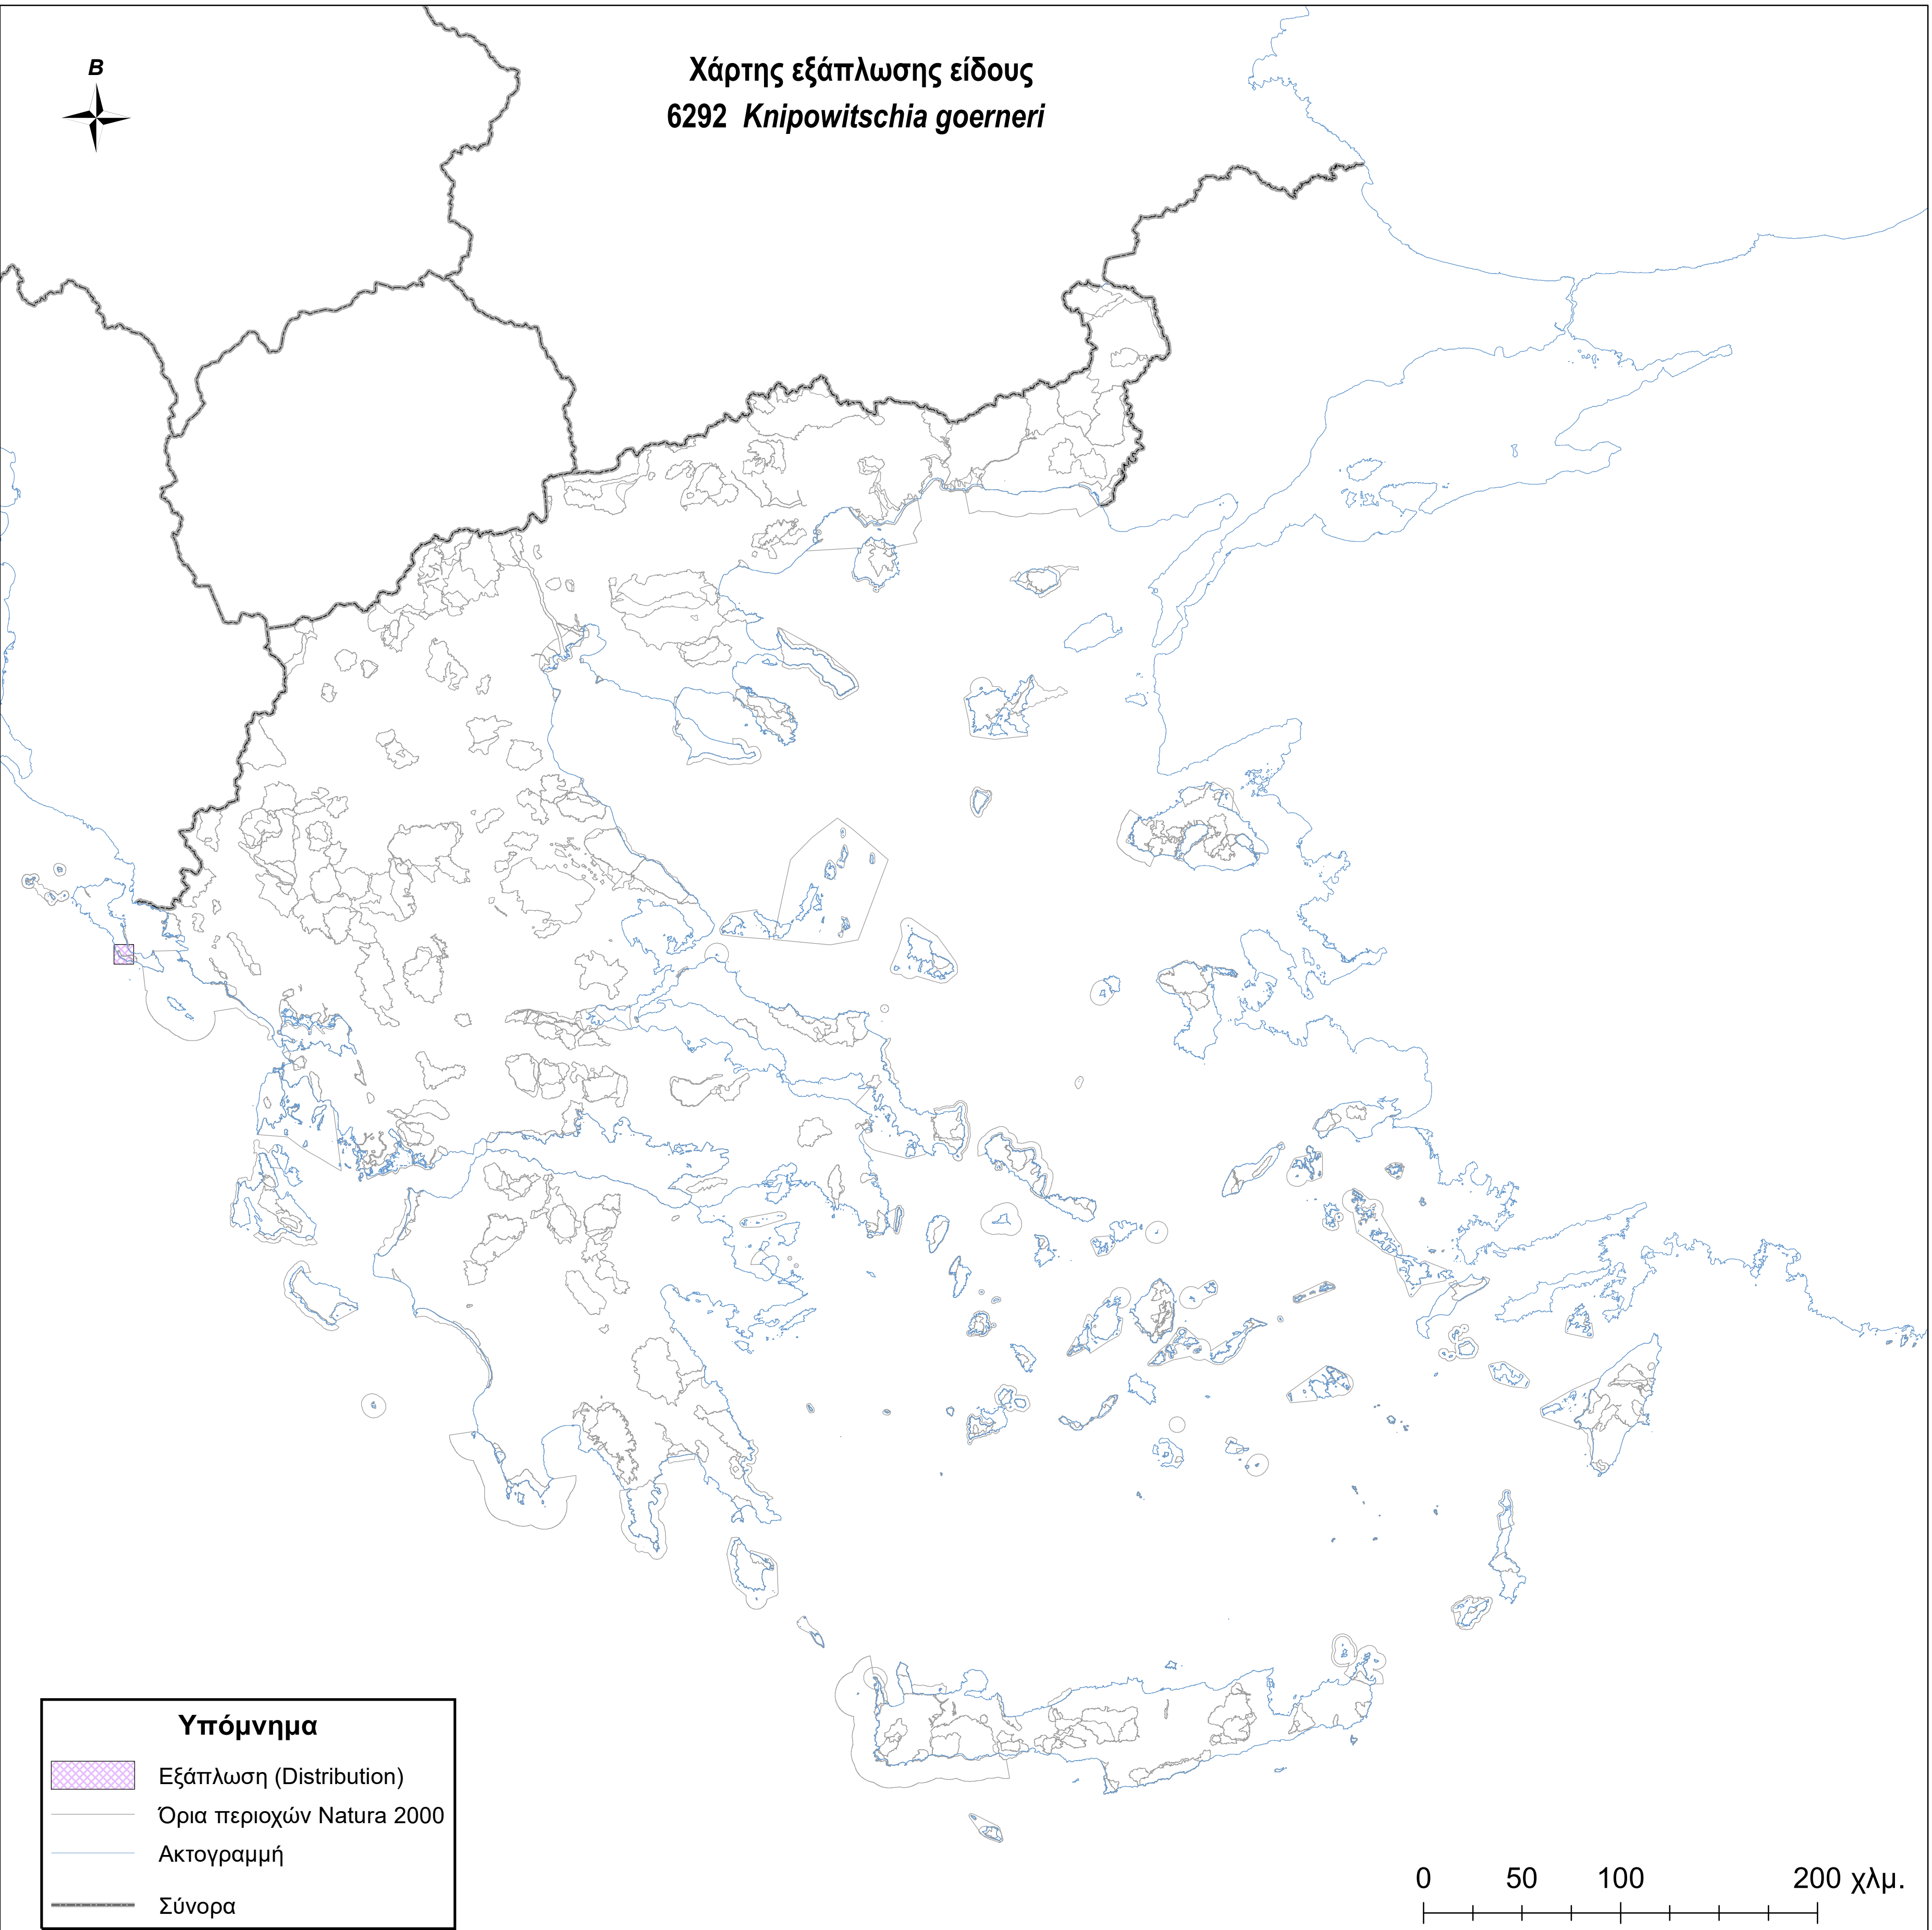 Β
Χάρτης εξάπλωσης είδους
6292 Knipowitschia goerneri
Υπόμνημα
Εξάπλωση (Distribution)
Όρια περιοχών Natura 2000
Ακτογραμμή
Σύνορα
0 50 100 200 χλμ.